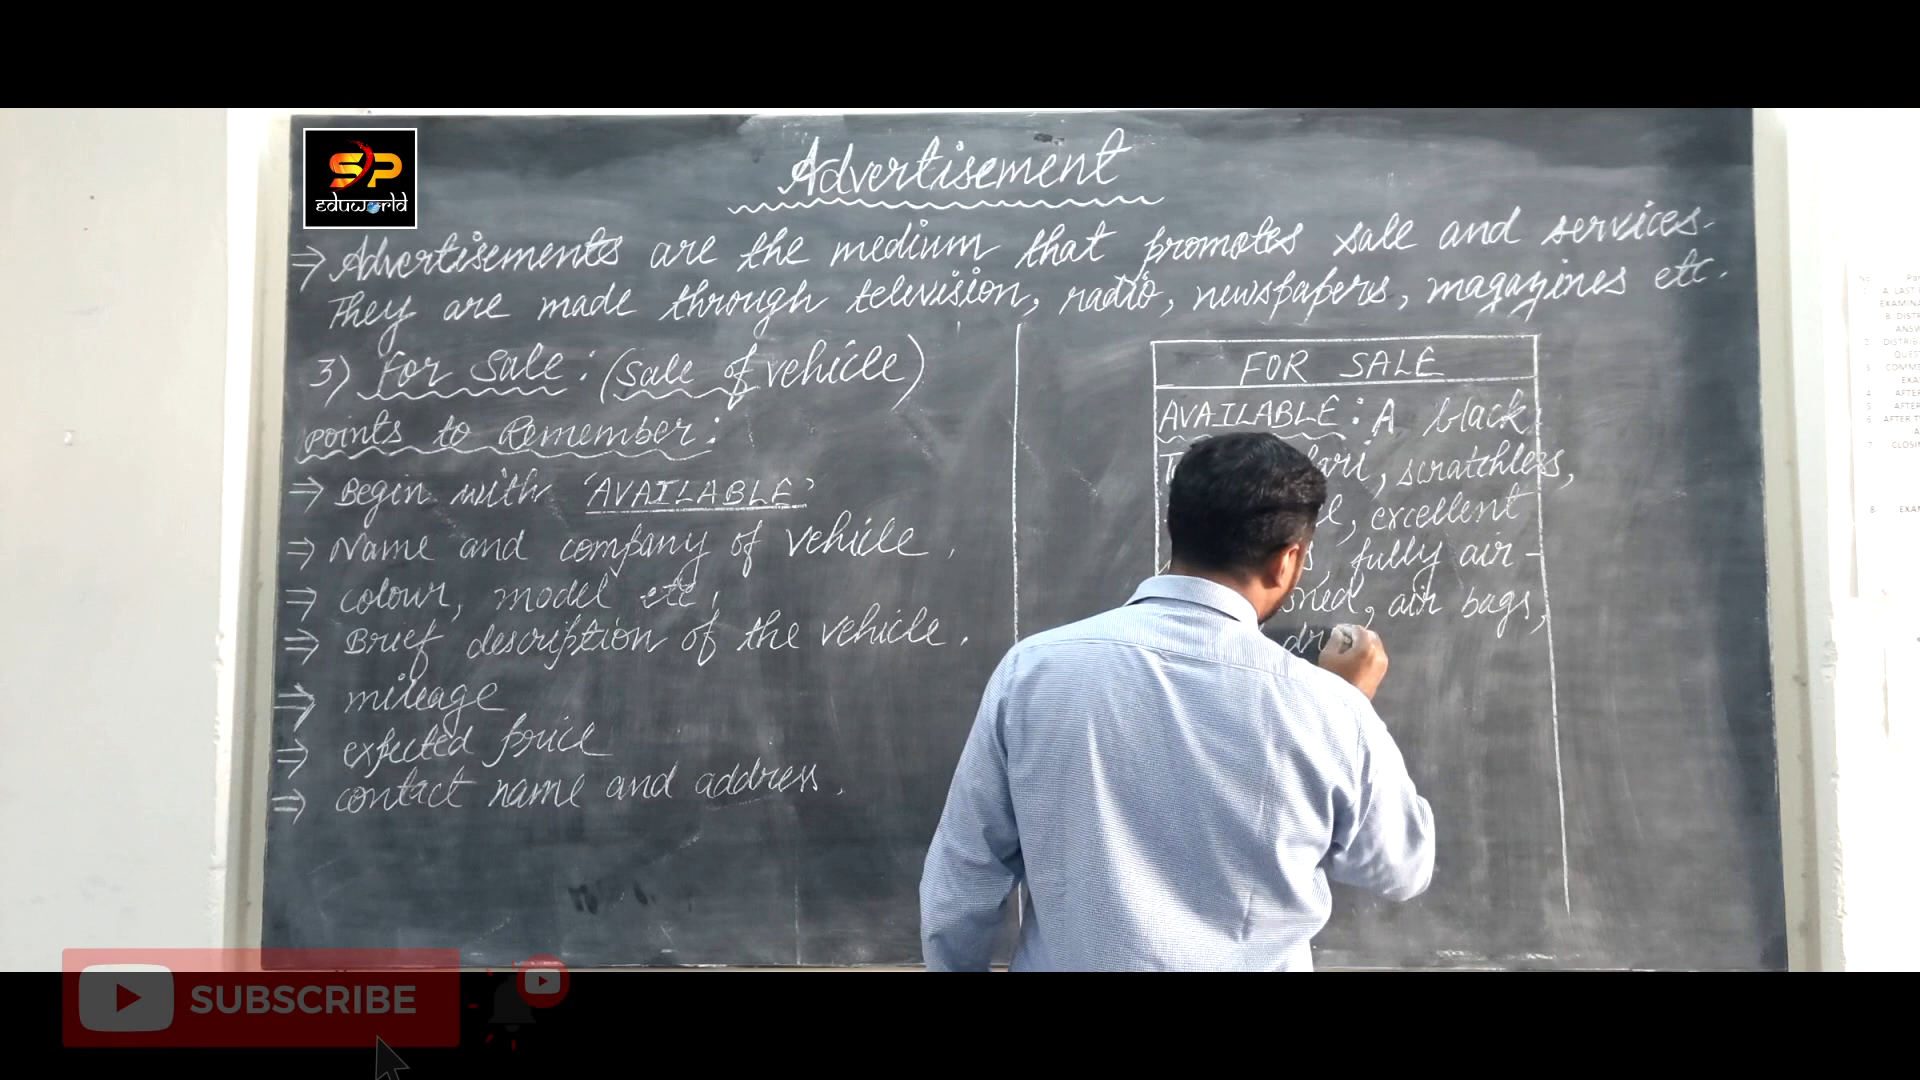 SP
eduworld
Advertisement
⇒ Advertisements are the medium that promotes sale and services.
They are made through television, radio, newspapers, magazines etc.
3) For Sale : (Sale of vehicle)
Points to Remember :
⇒ Begin with 'AVAILABLE'
⇒ Name and company of vehicle,
⇒ colour, model etc,
⇒ Brief description of the vehicle.
⇒ mileage
⇒ expected price
⇒ contact name and address.
FOR SALE
AVAILABLE : A black
scratchless,
excellent
fully air-
air bags,
SUBSCRIBE